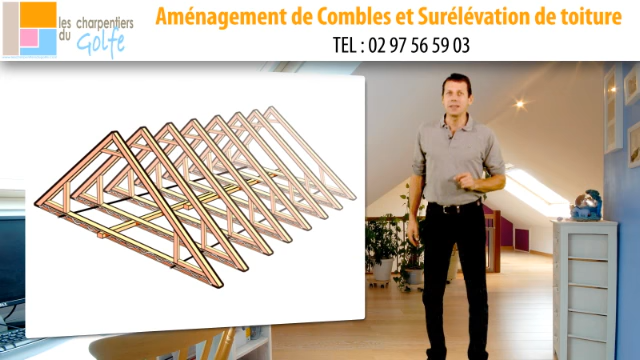 les charpentiers
du Golfe
Aménagement de Combles et Surélévation de toiture
TEL : 02 97 56 59 03